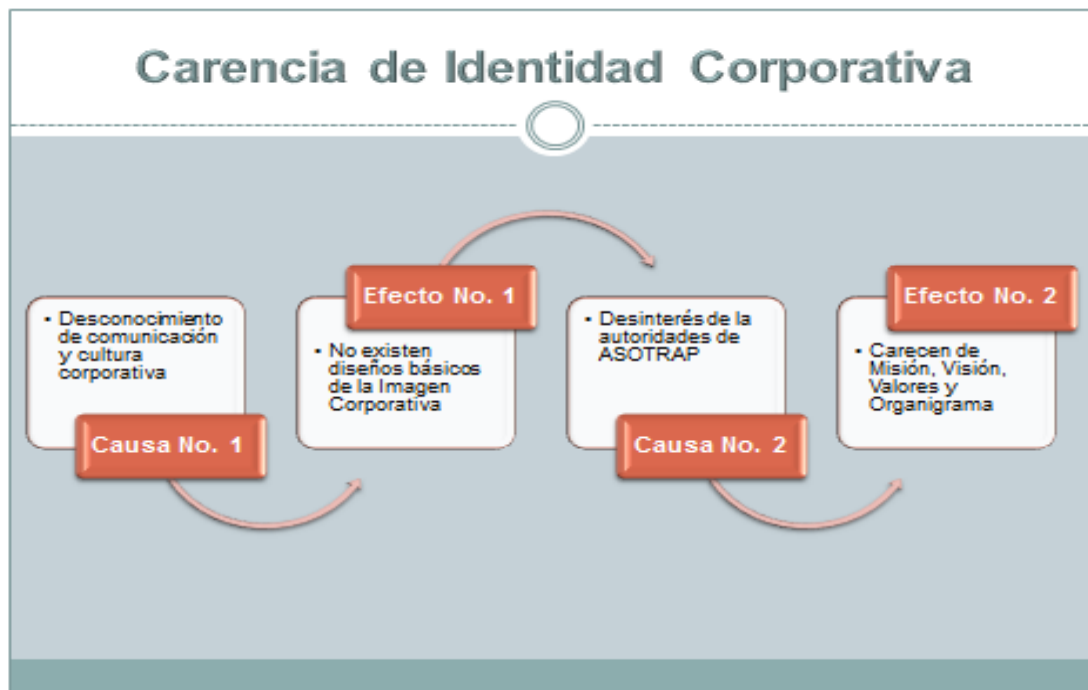 Carencia de Identidad Corporativa
• Desconocimiento
de comunicación
y cultura
corporativa
Causa No. 1
Efecto No. 1
• No existen
diseños básicos
de la Imagen
Corporativa
• Desinterés de la
autoridades de
ASOTRAP
Causa No. 2
Efecto No. 2
• Carecen de
Misión, Visión,
Valores y
Organigrama